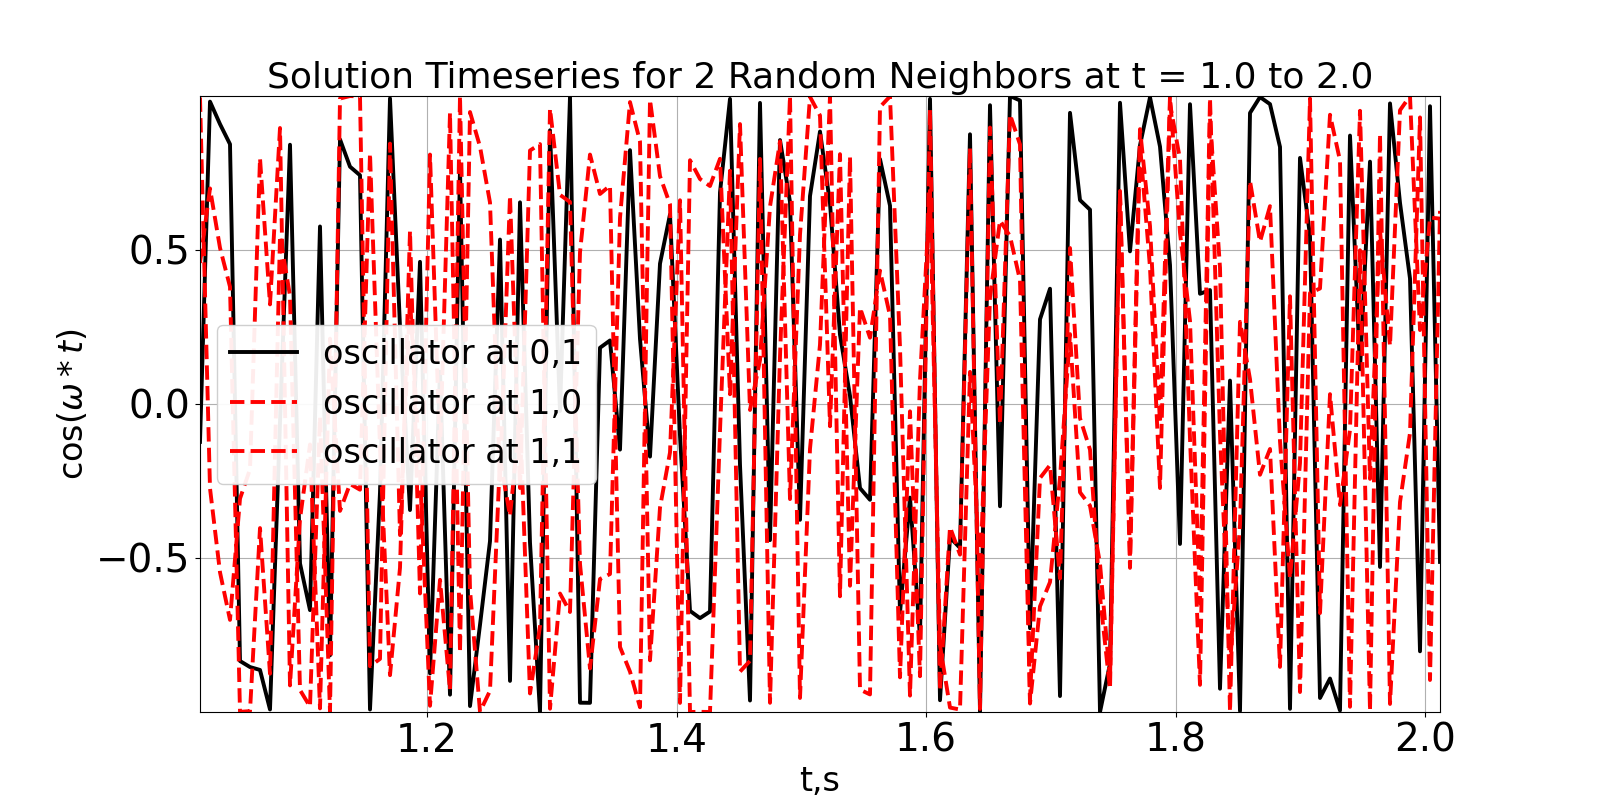 Solution Timeseries for 2 Random Neighbors at t = 1.0 to 2.0
cos(ω * t)
0.5
0.0
−0.5
oscillator at 0,1
oscillator at 1,0
oscillator at 1,1
1.2 1.4 1.6 1.8 2.0
t,s